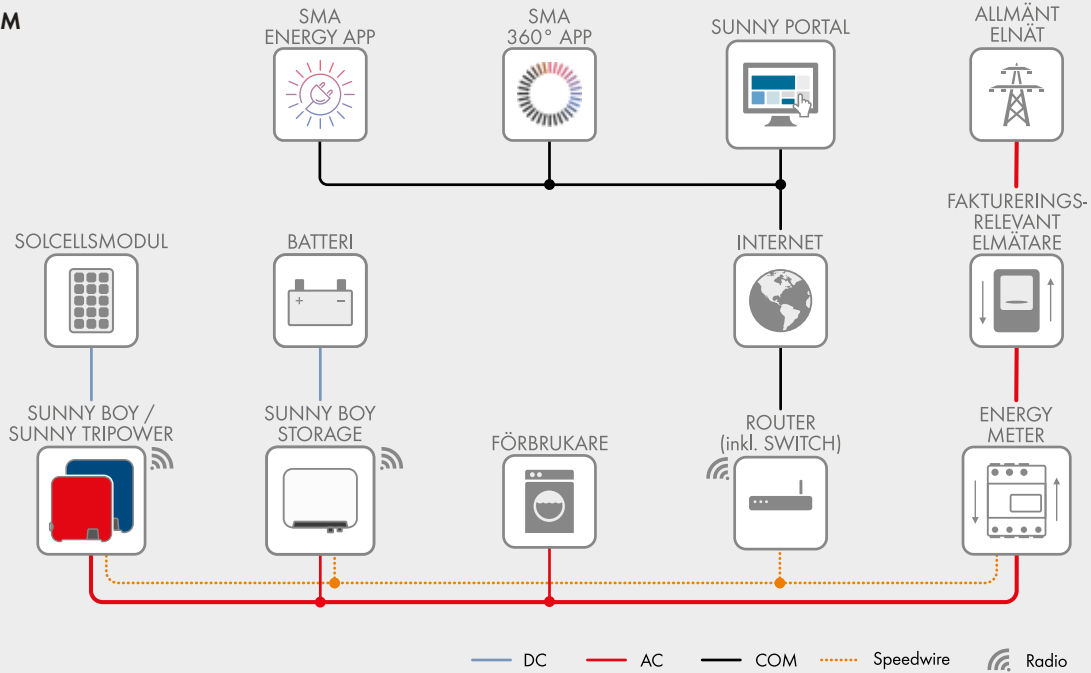 M
SMA
ENERGY APP
SMA
360° APP
SUNNY PORTAL
ALLMÄNT
ELNÄT
SOLCELLSMODUL
BATTERI
INTERNET
FAKTURERINGS-
RELEVANT
ELMÄTARE
SUNNY BOY /
SUNNY TRIPOWER
SUNNY BOY
STORAGE
FÖRBRUKARE
ROUTER
(inkl. SWITCH)
ENERGY
METER
DC
AC
COM
Speedwire
Radio